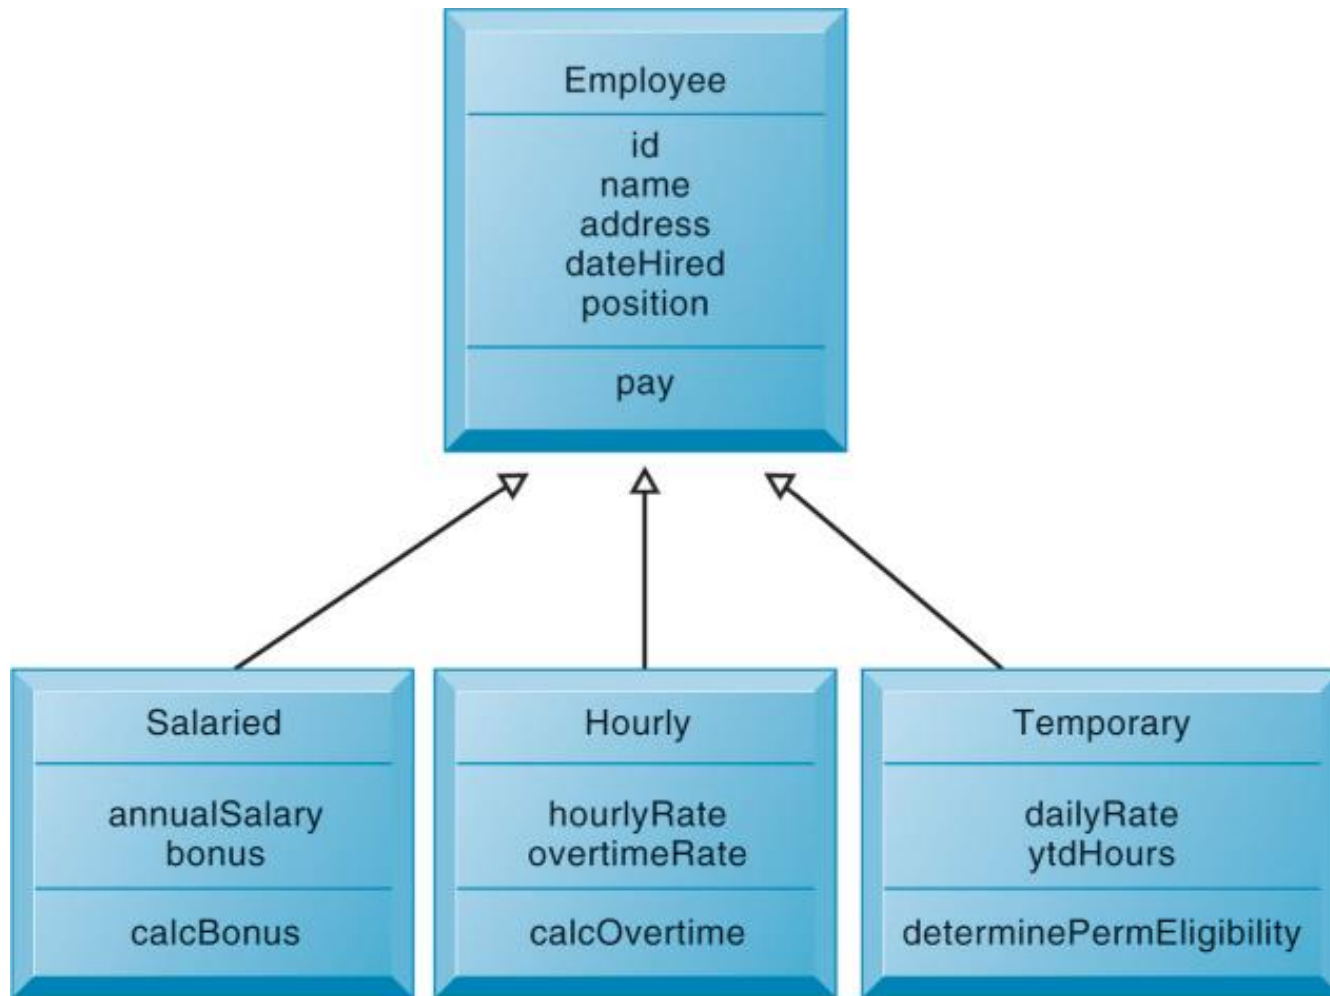 Employee
id
name
address
dateHired
position
pay
Salaried
annualSalary
bonus
calcBonus
Hourly
hourlyRate
overtimeRate
calcOvertime
Temporary
dailyRate
ytdHours
determinePermEligibility